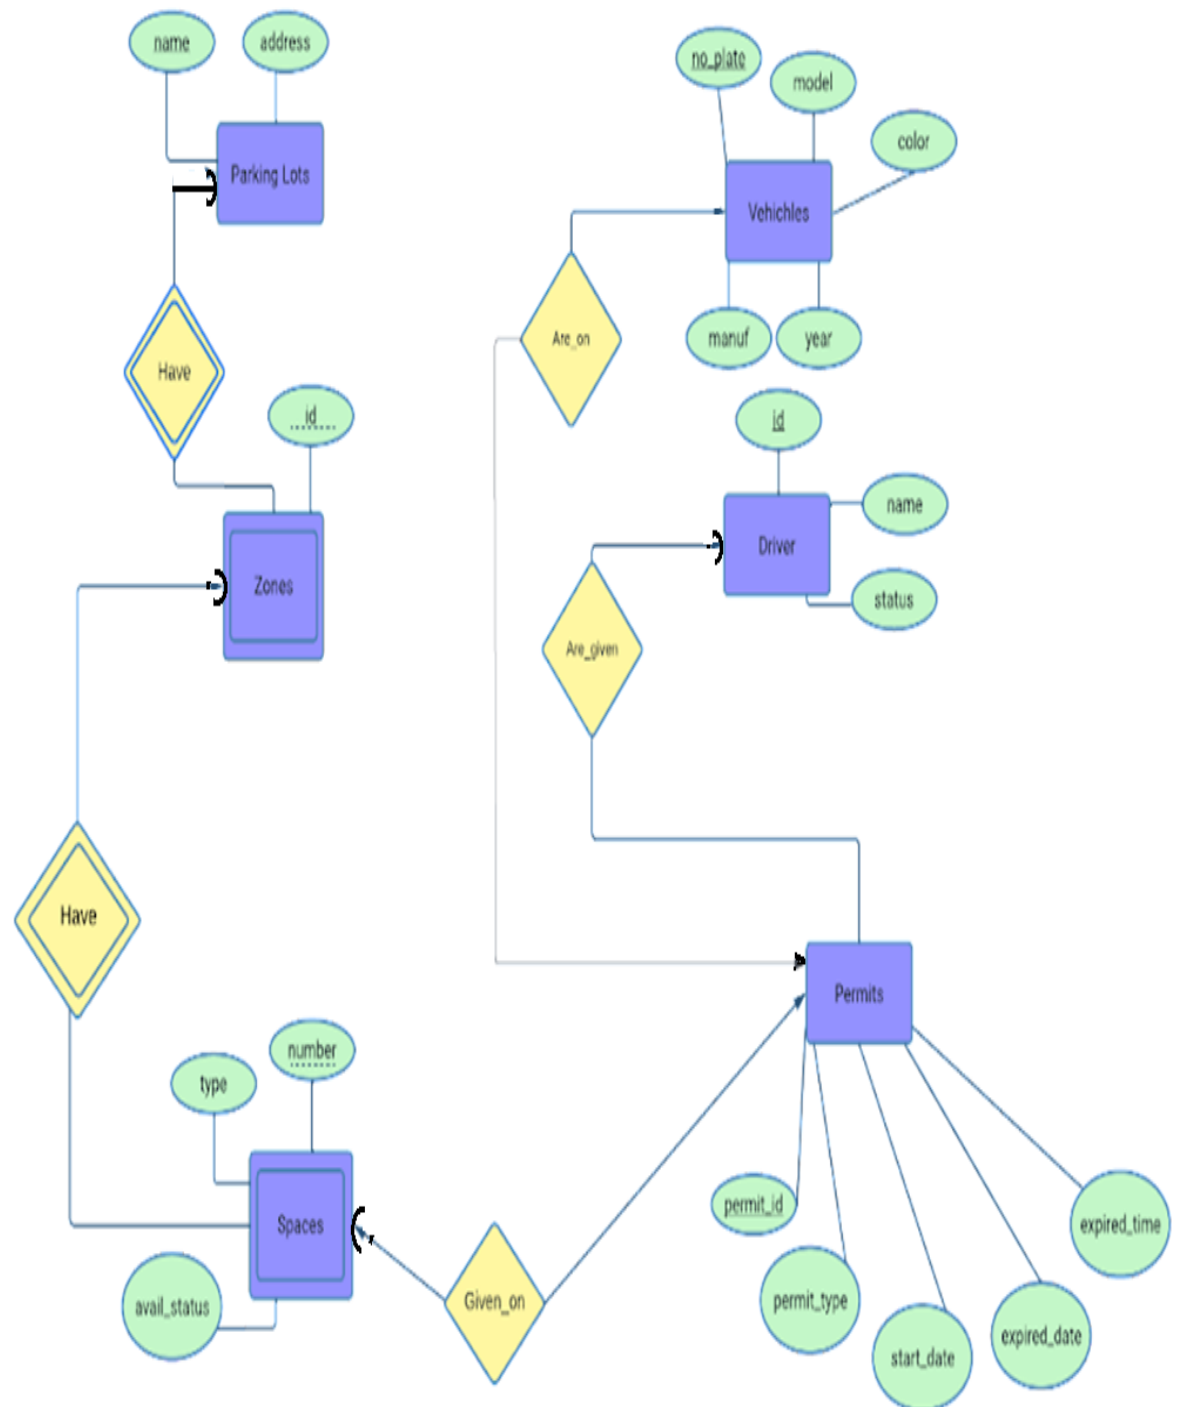 name
address
Parking Lots
no_plate
model
color
Vehichles
manuf
year
Are_on
Have
id
Zones
id
name
Driver
status
Are_given
Have
Permits
number
type
Spaces
avail_status
Given_on
permit_id
permit_type
start_date
expired_date
expired_time